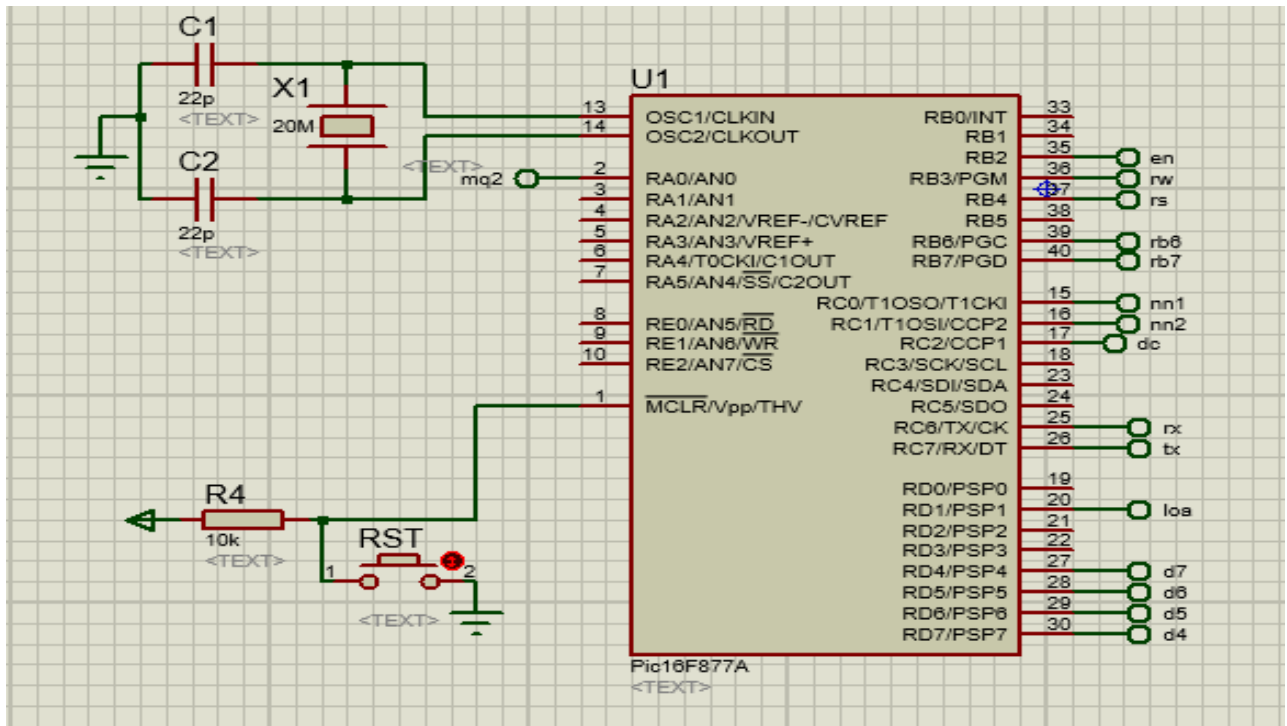 C1
22p
<TEXT>
X1
20M
<TEXT>
C2
22p
<TEXT>
mq2
U1
13 OSC1/CLKIN
14 OSC2/CLKOUT
2 RA0/AN0
3 RA1/AN1
4 RA2/AN2/VREF-/CVREF
5 RA3/AN3/VREF+
6 RA4/T0CKI/C1OUT
7 RA5/AN4/SS/C2OUT
8 RE0/AN5/RD
9 RE1/AN6/WR
10 RE2/AN7/CS
1 MCLR/Vpp/THV
RB0/INT 33
RB1 34
RB2 35 en
RB3/PGM 36 rw
RB4 37 rs
RB5 38
RB6/PGC 39 rb6
RB7/PGD 40 rb7
RC0/T1OSO/T1CKI 15 nn1
RC1/T1OSI/CCP2 16 nn2
RC2/CCP1 17 dc
RC3/SCK/SCL 18
RC4/SDI/SDA 23
RC5/SDO 24
RC6/TX/CK 25 rx
RC7/RX/DT 26 tx
RD0/PSP0 19
RD1/PSP1 20 loa
RD2/PSP2 21
RD3/PSP3 22
RD4/PSP4 27 d7
RD5/PSP5 28 d6
RD6/PSP6 29 d5
RD7/PSP7 30 d4
Pic16F877A
<TEXT>
R4
10k
<TEXT>
RST
1 2
<TEXT>